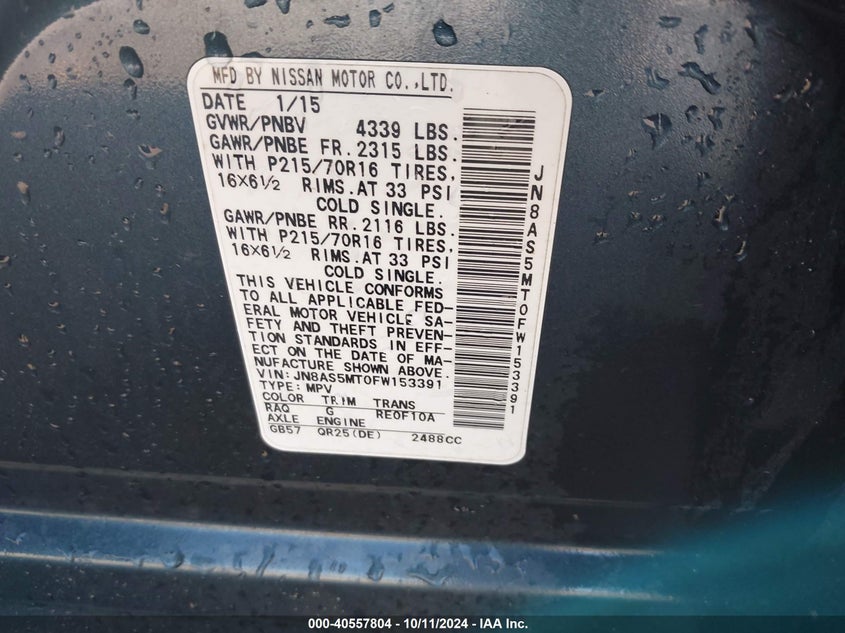 MFD BY NISSAN MOTOR CO.,LTD.
DATE 1/15
GVWR/PNBV 4339 LBS.
GAWR/PNBE FR. 2315 LBS.
WITH P215/70R16 TIRES,
16X6½ RIMS.AT 33 PSI
COLD SINGLE.
GAWR/PNBE RR. 2116 LBS.
WITH P215/70R16 TIRES,
16X6½ RIMS.AT 33 PSI
COLD SINGLE.
THIS VEHICLE CONFORMS
TO ALL APPLICABLE FED-
ERAL MOTOR VEHICLE SA-
FETY AND THEFT PREVEN-
TION STANDARDS IN EFF-
ECT ON THE DATE OF MA-
NUFACTURE SHOWN ABOVE.
VIN: JN8AS5MT0FW153391
TYPE: MPV
COLOR TRIM TRANS
RAQ G RE0F10A
AXLE ENGINE
GB57 QR25(DE) 2488CC
JN8AS5MT0FW153391
000-40557804 - 10/11/2024 - IAA Inc.